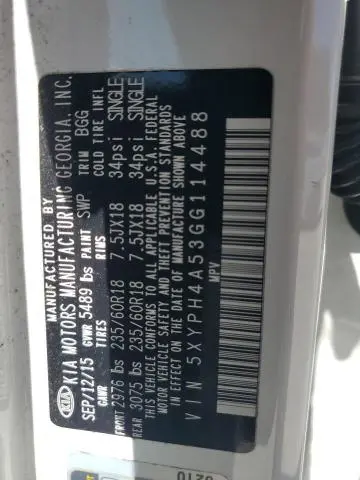 MANUFACTURED BY
KIA KIA MOTORS MANUFACTURING GEORGIA, INC.
SEP/12/15 GVWR 5489 lbs PAINT SWP TRIM BGG
GAWR TIRES RIMS COLD TIRE INFL
FRONT 2976 lbs 235/60R18 7.5JX18 34psi SINGLE
REAR 3075 lbs 235/60R18 7.5JX18 34psi SINGLE
THIS VEHICLE CONFORMS TO ALL APPLICABLE U.S.A. FEDERAL
MOTOR VEHICLE SAFETY AND THEFT PREVENTION STANDARDS
IN EFFECT ON THE DATE OF MANUFACTURE SHOWN ABOVE
VIN 5XYPH4A53GG114488
MPV
0210